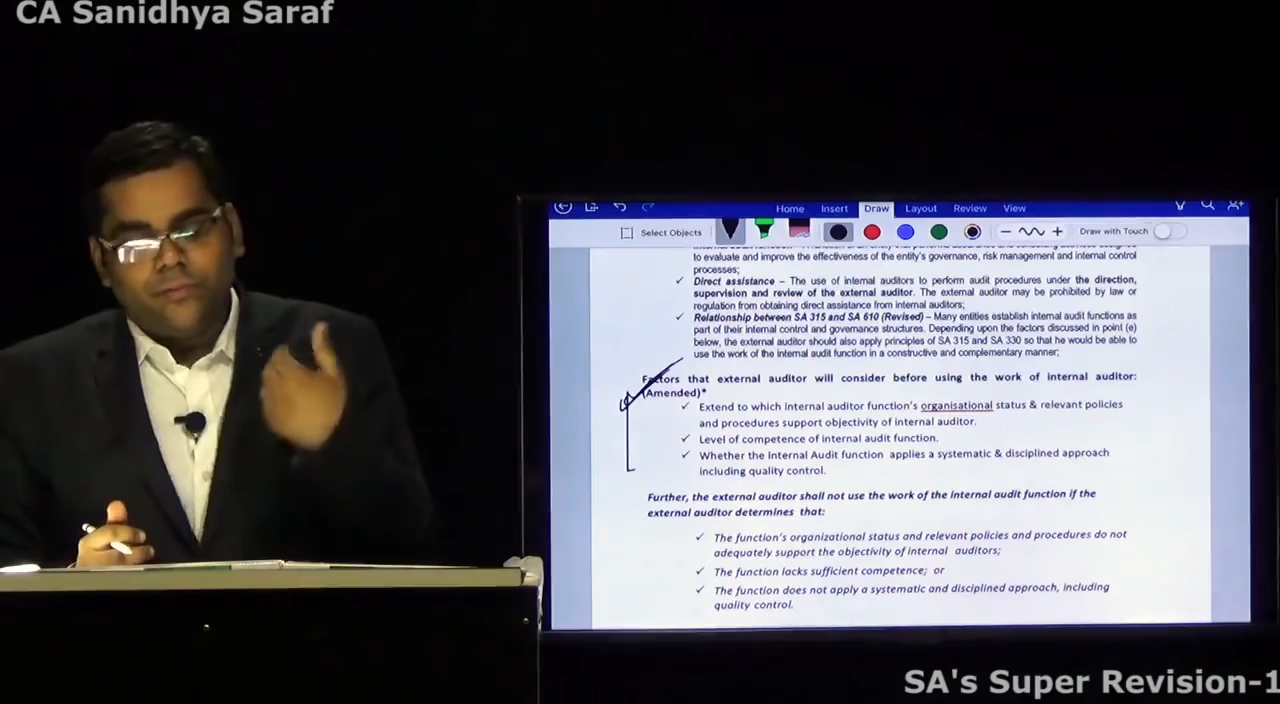 CA Sanidhya Saraf
Home Insert Draw Layout Review View
Select Objects
Draw with Touch
to evaluate and improve the effectiveness of the entity's governance, risk management and internal control
processes;
✓ Direct assistance – The use of internal auditors to perform audit procedures under the direction,
supervision and review of the external auditor. The external auditor may be prohibited by law or
regulation from obtaining direct assistance from internal auditors;
✓ Relationship between SA 315 and SA 610 (Revised) – Many entities establish internal audit functions as
part of their internal control and governance structures. Depending upon the factors discussed in point (e)
below, the external auditor should also apply principles of SA 315 and SA 330 so that he would be able to
use the work of the internal audit function in a constructive and complementary manner;
Factors that external auditor will consider before using the work of internal auditor:
(Amended)*
✓ Extend to which Internal auditor function's organisational status & relevant policies
and procedures support objectivity of internal auditor.
✓ Level of competence of internal audit function.
✓ Whether the Internal Audit function applies a systematic & disciplined approach
including quality control.
Further, the external auditor shall not use the work of the internal audit function if the
external auditor determines that:
✓ The function's organizational status and relevant policies and procedures do not
adequately support the objectivity of internal auditors;
✓ The function lacks sufficient competence; or
✓ The function does not apply a systematic and disciplined approach, including
quality control.
SA's Super Revision-1